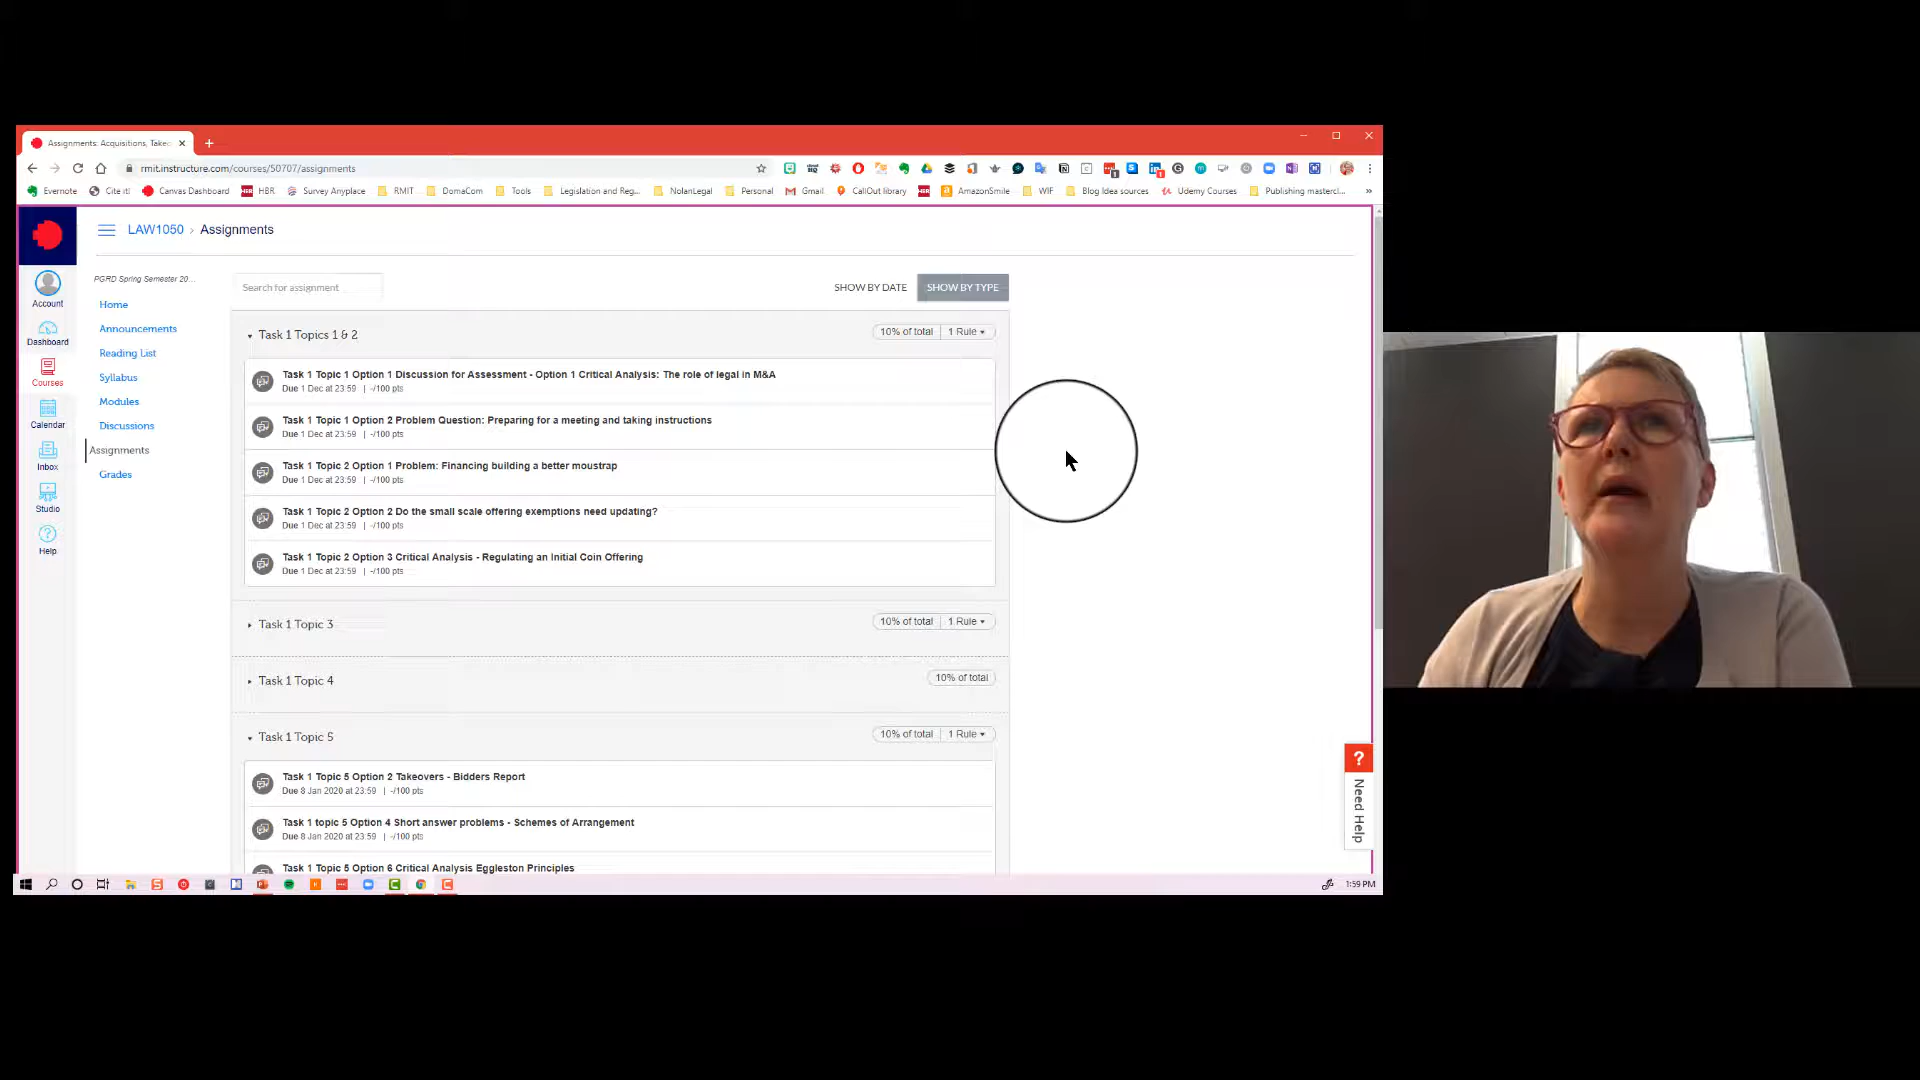 Assignments: Acquisitions, Take
rmit.instructure.com/courses/50707/assignments
Evernote Cite it! Canvas Dashboard HBR Survey Anyplace RMIT DomaCom Tools Legislation and Reg... NolanLegal Personal Gmail CallOut library AmazonSmile WIF Blog Idea sources Udemy Courses Publishing mastercl... »
LAW1050 › Assignments
PGRD Spring Semester 20...
Account
Dashboard
Courses
Calendar
Inbox
Studio
Help
Home
Announcements
Reading List
Syllabus
Modules
Discussions
Assignments
Grades
Search for assignment
SHOW BY DATE SHOW BY TYPE
Task 1 Topics 1 & 2 10% of total 1 Rule
Task 1 Topic 1 Option 1 Discussion for Assessment - Option 1 Critical Analysis: The role of legal in M&A
Due 1 Dec at 23:59 | -/100 pts
Task 1 Topic 1 Option 2 Problem Question: Preparing for a meeting and taking instructions
Due 1 Dec at 23:59 | -/100 pts
Task 1 Topic 2 Option 1 Problem: Financing building a better moustrap
Due 1 Dec at 23:59 | -/100 pts
Task 1 Topic 2 Option 2 Do the small scale offering exemptions need updating?
Due 1 Dec at 23:59 | -/100 pts
Task 1 Topic 2 Option 3 Critical Analysis - Regulating an Initial Coin Offering
Due 1 Dec at 23:59 | -/100 pts
Task 1 Topic 3 10% of total 1 Rule
Task 1 Topic 4 10% of total
Task 1 Topic 5 10% of total 1 Rule
Task 1 Topic 5 Option 2 Takeovers - Bidders Report
Due 8 Jan 2020 at 23:59 | -/100 pts
Task 1 topic 5 Option 4 Short answer problems - Schemes of Arrangement
Due 8 Jan 2020 at 23:59 | -/100 pts
Task 1 Topic 5 Option 6 Critical Analysis Eggleston Principles
? Need Help
1:59 PM